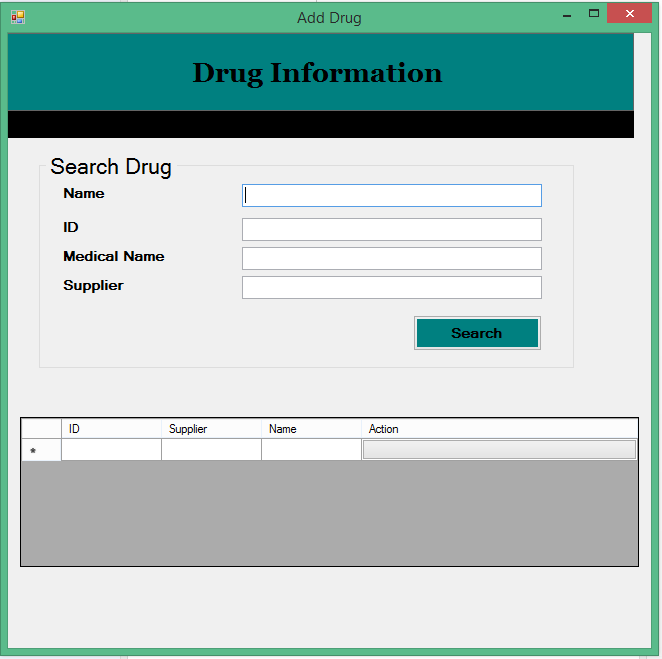 Add Drug
Drug Information
Search Drug
Name
ID
Medical Name
Supplier
Search
ID Supplier Name Action
*